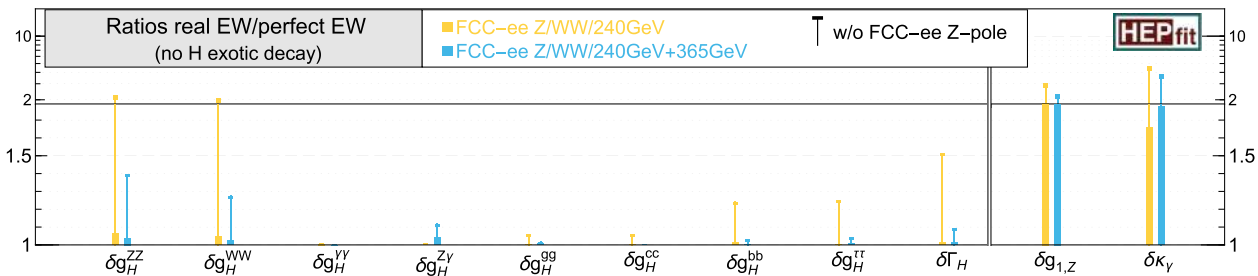 Ratios real EW/perfect EW
(no H exotic decay)
FCC−ee Z/WW/240GeV
FCC−ee Z/WW/240GeV+365GeV
w/o FCC−ee Z−pole
HEPfit
10
2
1.5
1
10
2
1.5
1
δg_H^ZZ δg_H^WW δg_H^γγ δg_H^Zγ δg_H^gg δg_H^cc δg_H^bb δg_H^ττ δΓ_H δg_1,Z δκ_γ